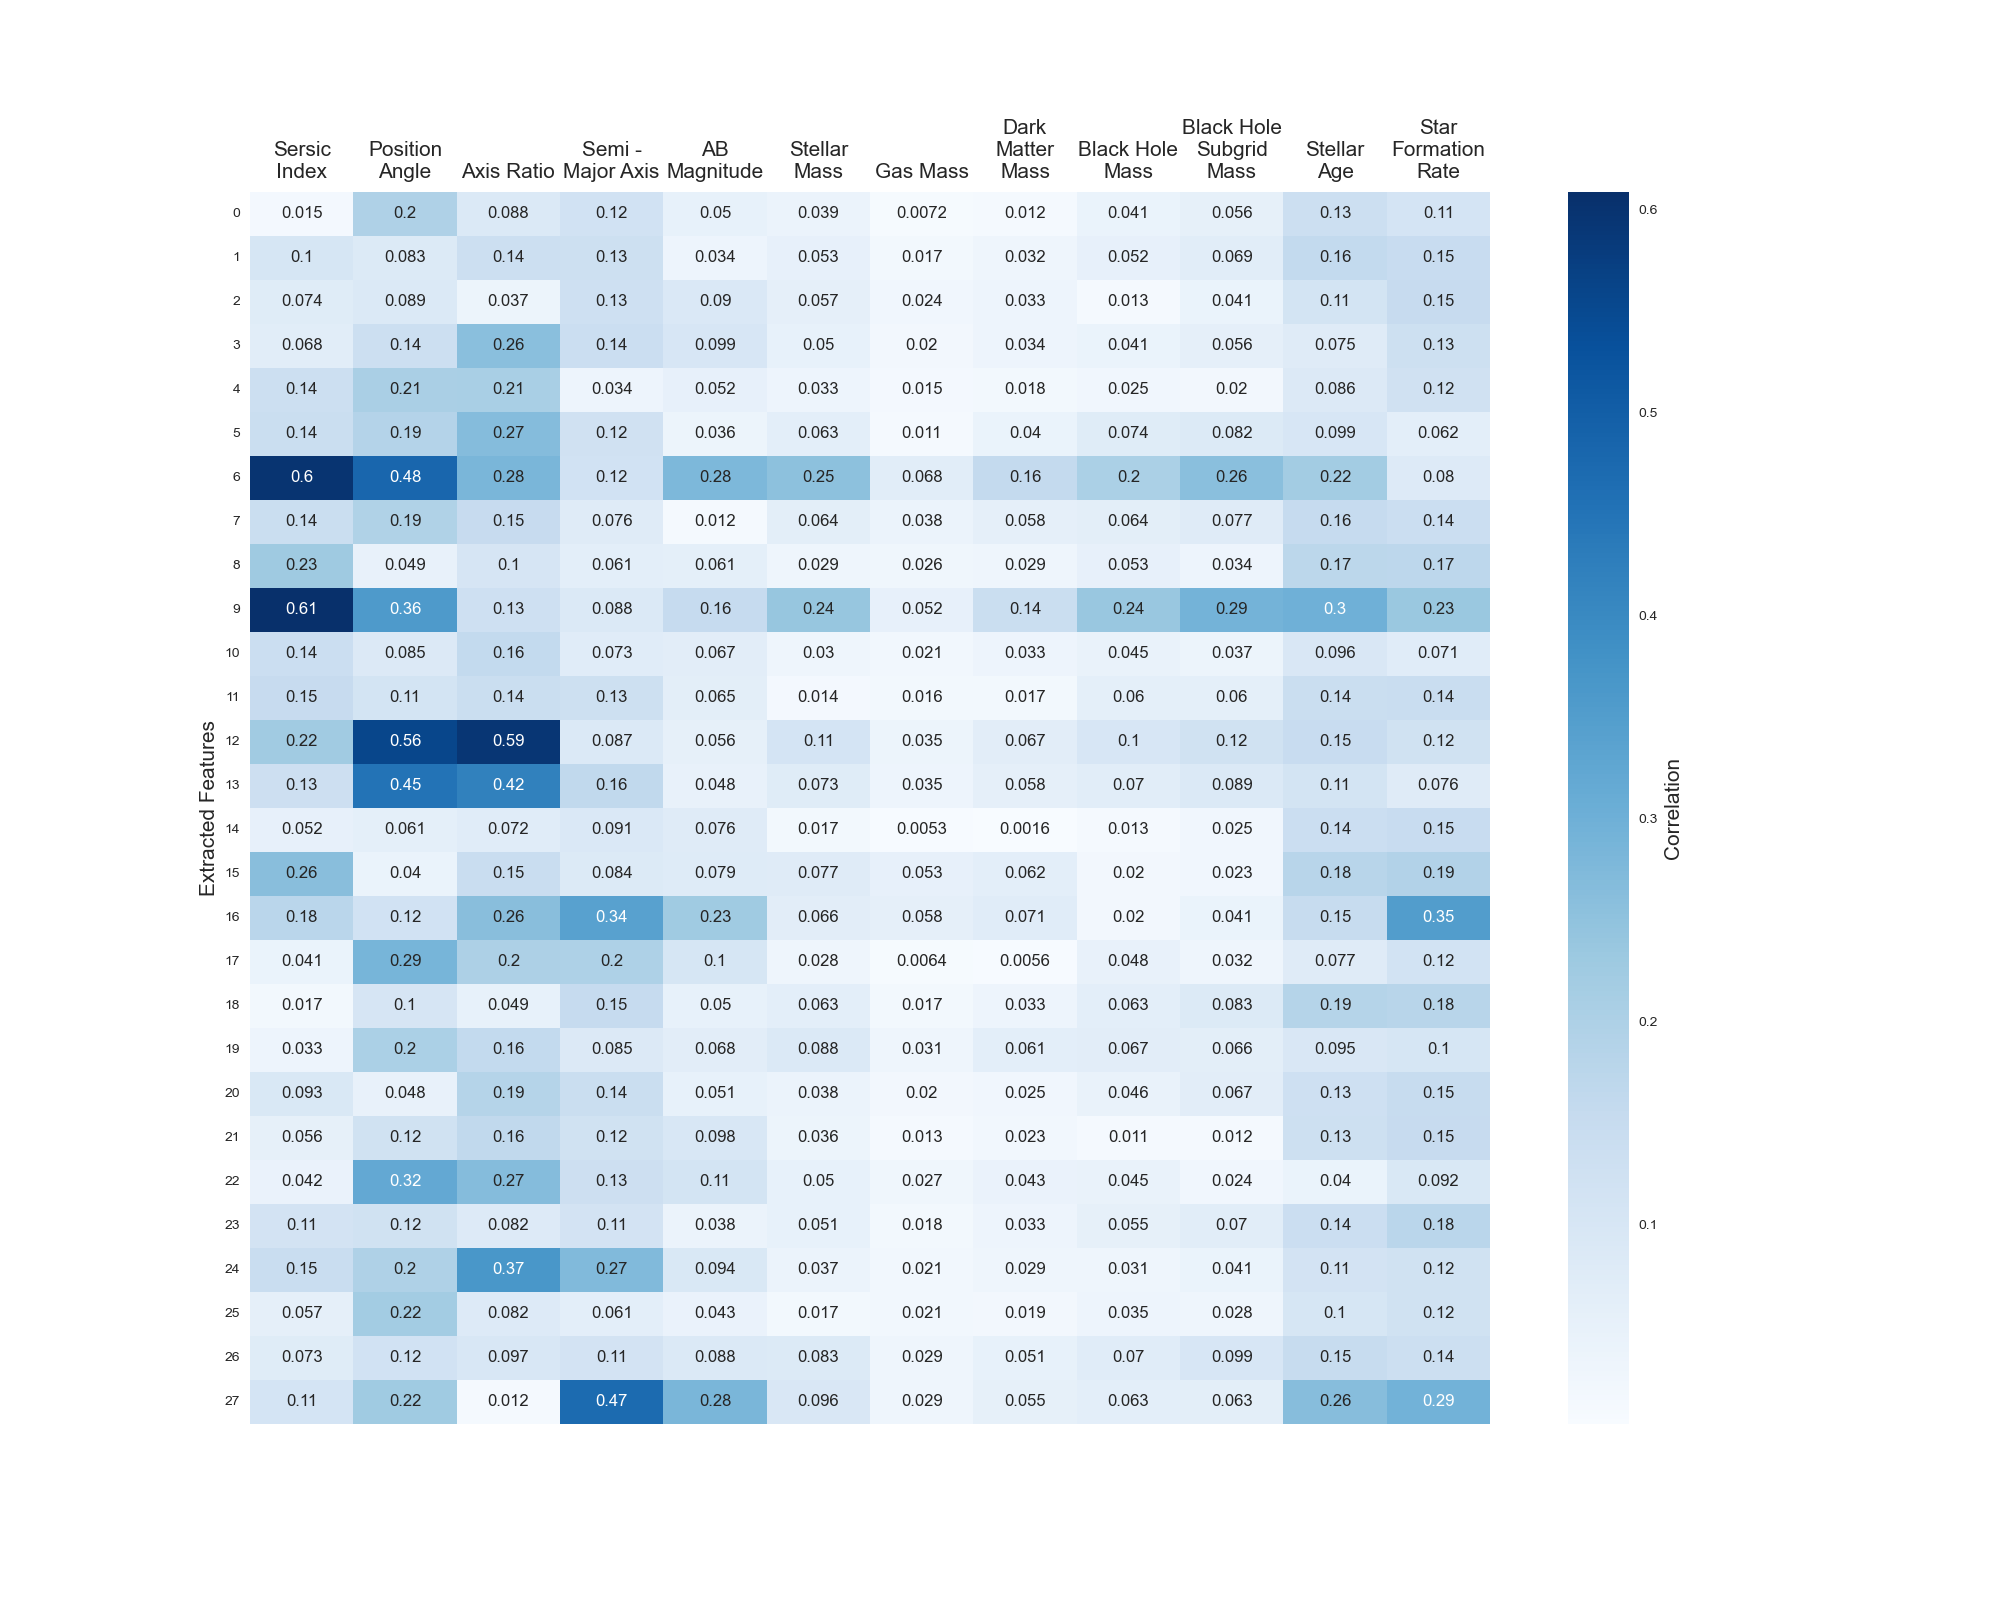 Dark Black Hole Star
Sersic Position Semi - AB Stellar Matter Black Hole Subgrid Stellar Formation
Index Angle Axis Ratio Major Axis Magnitude Mass Gas Mass Mass Mass Mass Age Rate
0 0.015 0.2 0.088 0.12 0.05 0.039 0.0072 0.012 0.041 0.056 0.13 0.11
1 0.1 0.083 0.14 0.13 0.034 0.053 0.017 0.032 0.052 0.069 0.16 0.15
2 0.074 0.089 0.037 0.13 0.09 0.057 0.024 0.033 0.013 0.041 0.11 0.15
3 0.068 0.14 0.26 0.14 0.099 0.05 0.02 0.034 0.041 0.056 0.075 0.13
4 0.14 0.21 0.21 0.034 0.052 0.033 0.015 0.018 0.025 0.02 0.086 0.12
5 0.14 0.19 0.27 0.12 0.036 0.063 0.011 0.04 0.074 0.082 0.099 0.062
6 0.6 0.48 0.28 0.12 0.28 0.25 0.068 0.16 0.2 0.26 0.22 0.08
7 0.14 0.19 0.15 0.076 0.012 0.064 0.038 0.058 0.064 0.077 0.16 0.14
8 0.23 0.049 0.1 0.061 0.061 0.029 0.026 0.029 0.053 0.034 0.17 0.17
9 0.61 0.36 0.13 0.088 0.16 0.24 0.052 0.14 0.24 0.29 0.3 0.23
10 0.14 0.085 0.16 0.073 0.067 0.03 0.021 0.033 0.045 0.037 0.096 0.071
11 0.15 0.11 0.14 0.13 0.065 0.014 0.016 0.017 0.06 0.06 0.14 0.14
12 0.22 0.56 0.59 0.087 0.056 0.11 0.035 0.067 0.1 0.12 0.15 0.12
13 0.13 0.45 0.42 0.16 0.048 0.073 0.035 0.058 0.07 0.089 0.11 0.076
14 0.052 0.061 0.072 0.091 0.076 0.017 0.0053 0.0016 0.013 0.025 0.14 0.15
15 0.26 0.04 0.15 0.084 0.079 0.077 0.053 0.062 0.02 0.023 0.18 0.19
16 0.18 0.12 0.26 0.34 0.23 0.066 0.058 0.071 0.02 0.041 0.15 0.35
17 0.041 0.29 0.2 0.2 0.1 0.028 0.0064 0.0056 0.048 0.032 0.077 0.12
18 0.017 0.1 0.049 0.15 0.05 0.063 0.017 0.033 0.063 0.083 0.19 0.18
19 0.033 0.2 0.16 0.085 0.068 0.088 0.031 0.061 0.067 0.066 0.095 0.1
20 0.093 0.048 0.19 0.14 0.051 0.038 0.02 0.025 0.046 0.067 0.13 0.15
21 0.056 0.12 0.16 0.12 0.098 0.036 0.013 0.023 0.011 0.012 0.13 0.15
22 0.042 0.32 0.27 0.13 0.11 0.05 0.027 0.043 0.045 0.024 0.04 0.092
23 0.11 0.12 0.082 0.11 0.038 0.051 0.018 0.033 0.055 0.07 0.14 0.18
24 0.15 0.2 0.37 0.27 0.094 0.037 0.021 0.029 0.031 0.041 0.11 0.12
25 0.057 0.22 0.082 0.061 0.043 0.017 0.021 0.019 0.035 0.028 0.1 0.12
26 0.073 0.12 0.097 0.11 0.088 0.083 0.029 0.051 0.07 0.099 0.15 0.14
27 0.11 0.22 0.012 0.47 0.28 0.096 0.029 0.055 0.063 0.063 0.26 0.29
Extracted Features
0.6
0.5
0.4
0.3
0.2
0.1
Correlation